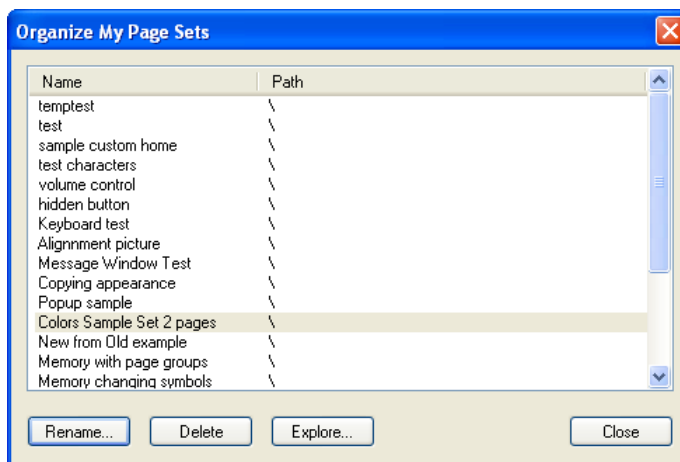 Organize My Page Sets
Name Path
temptest \
test \
sample custom home \
test characters \
volume control \
hidden button \
Keyboard test \
Alignnment picture \
Message Window Test \
Copying appearance \
Popup sample \
Colors Sample Set 2 pages \
New from Old example \
Memory with page groups \
Memory changing symbols \
Rename... Delete Explore... Close